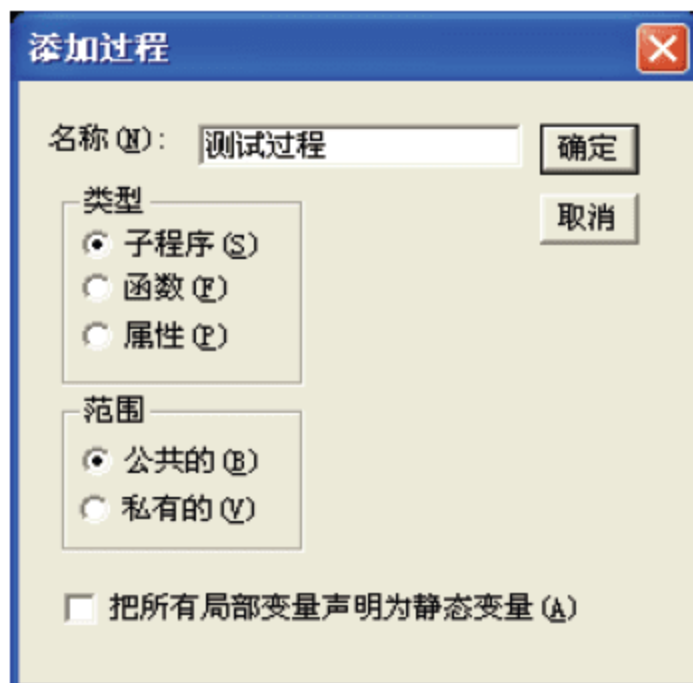 添加过程
名称(N): 测试过程 确定
取消
类型
子程序(S)
函数(F)
属性(P)
范围
公共的(B)
私有的(V)
把所有局部变量声明为静态变量(A)